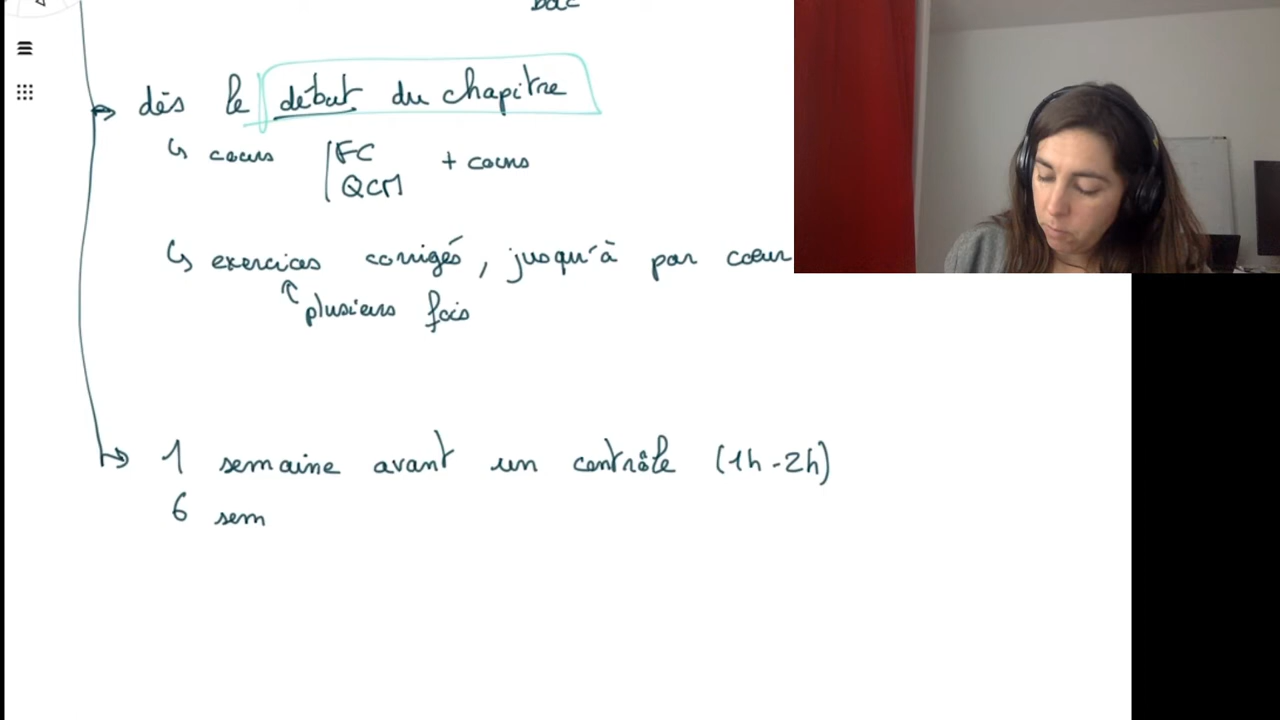 bac
dès le début du chapitre
↳ cours | FC + cours
QCM
↳ exercices corrigés, jusqu'à par cœur
plusieurs fois
→ 1 semaine avant un contrôle (1h-2h)
6 sem